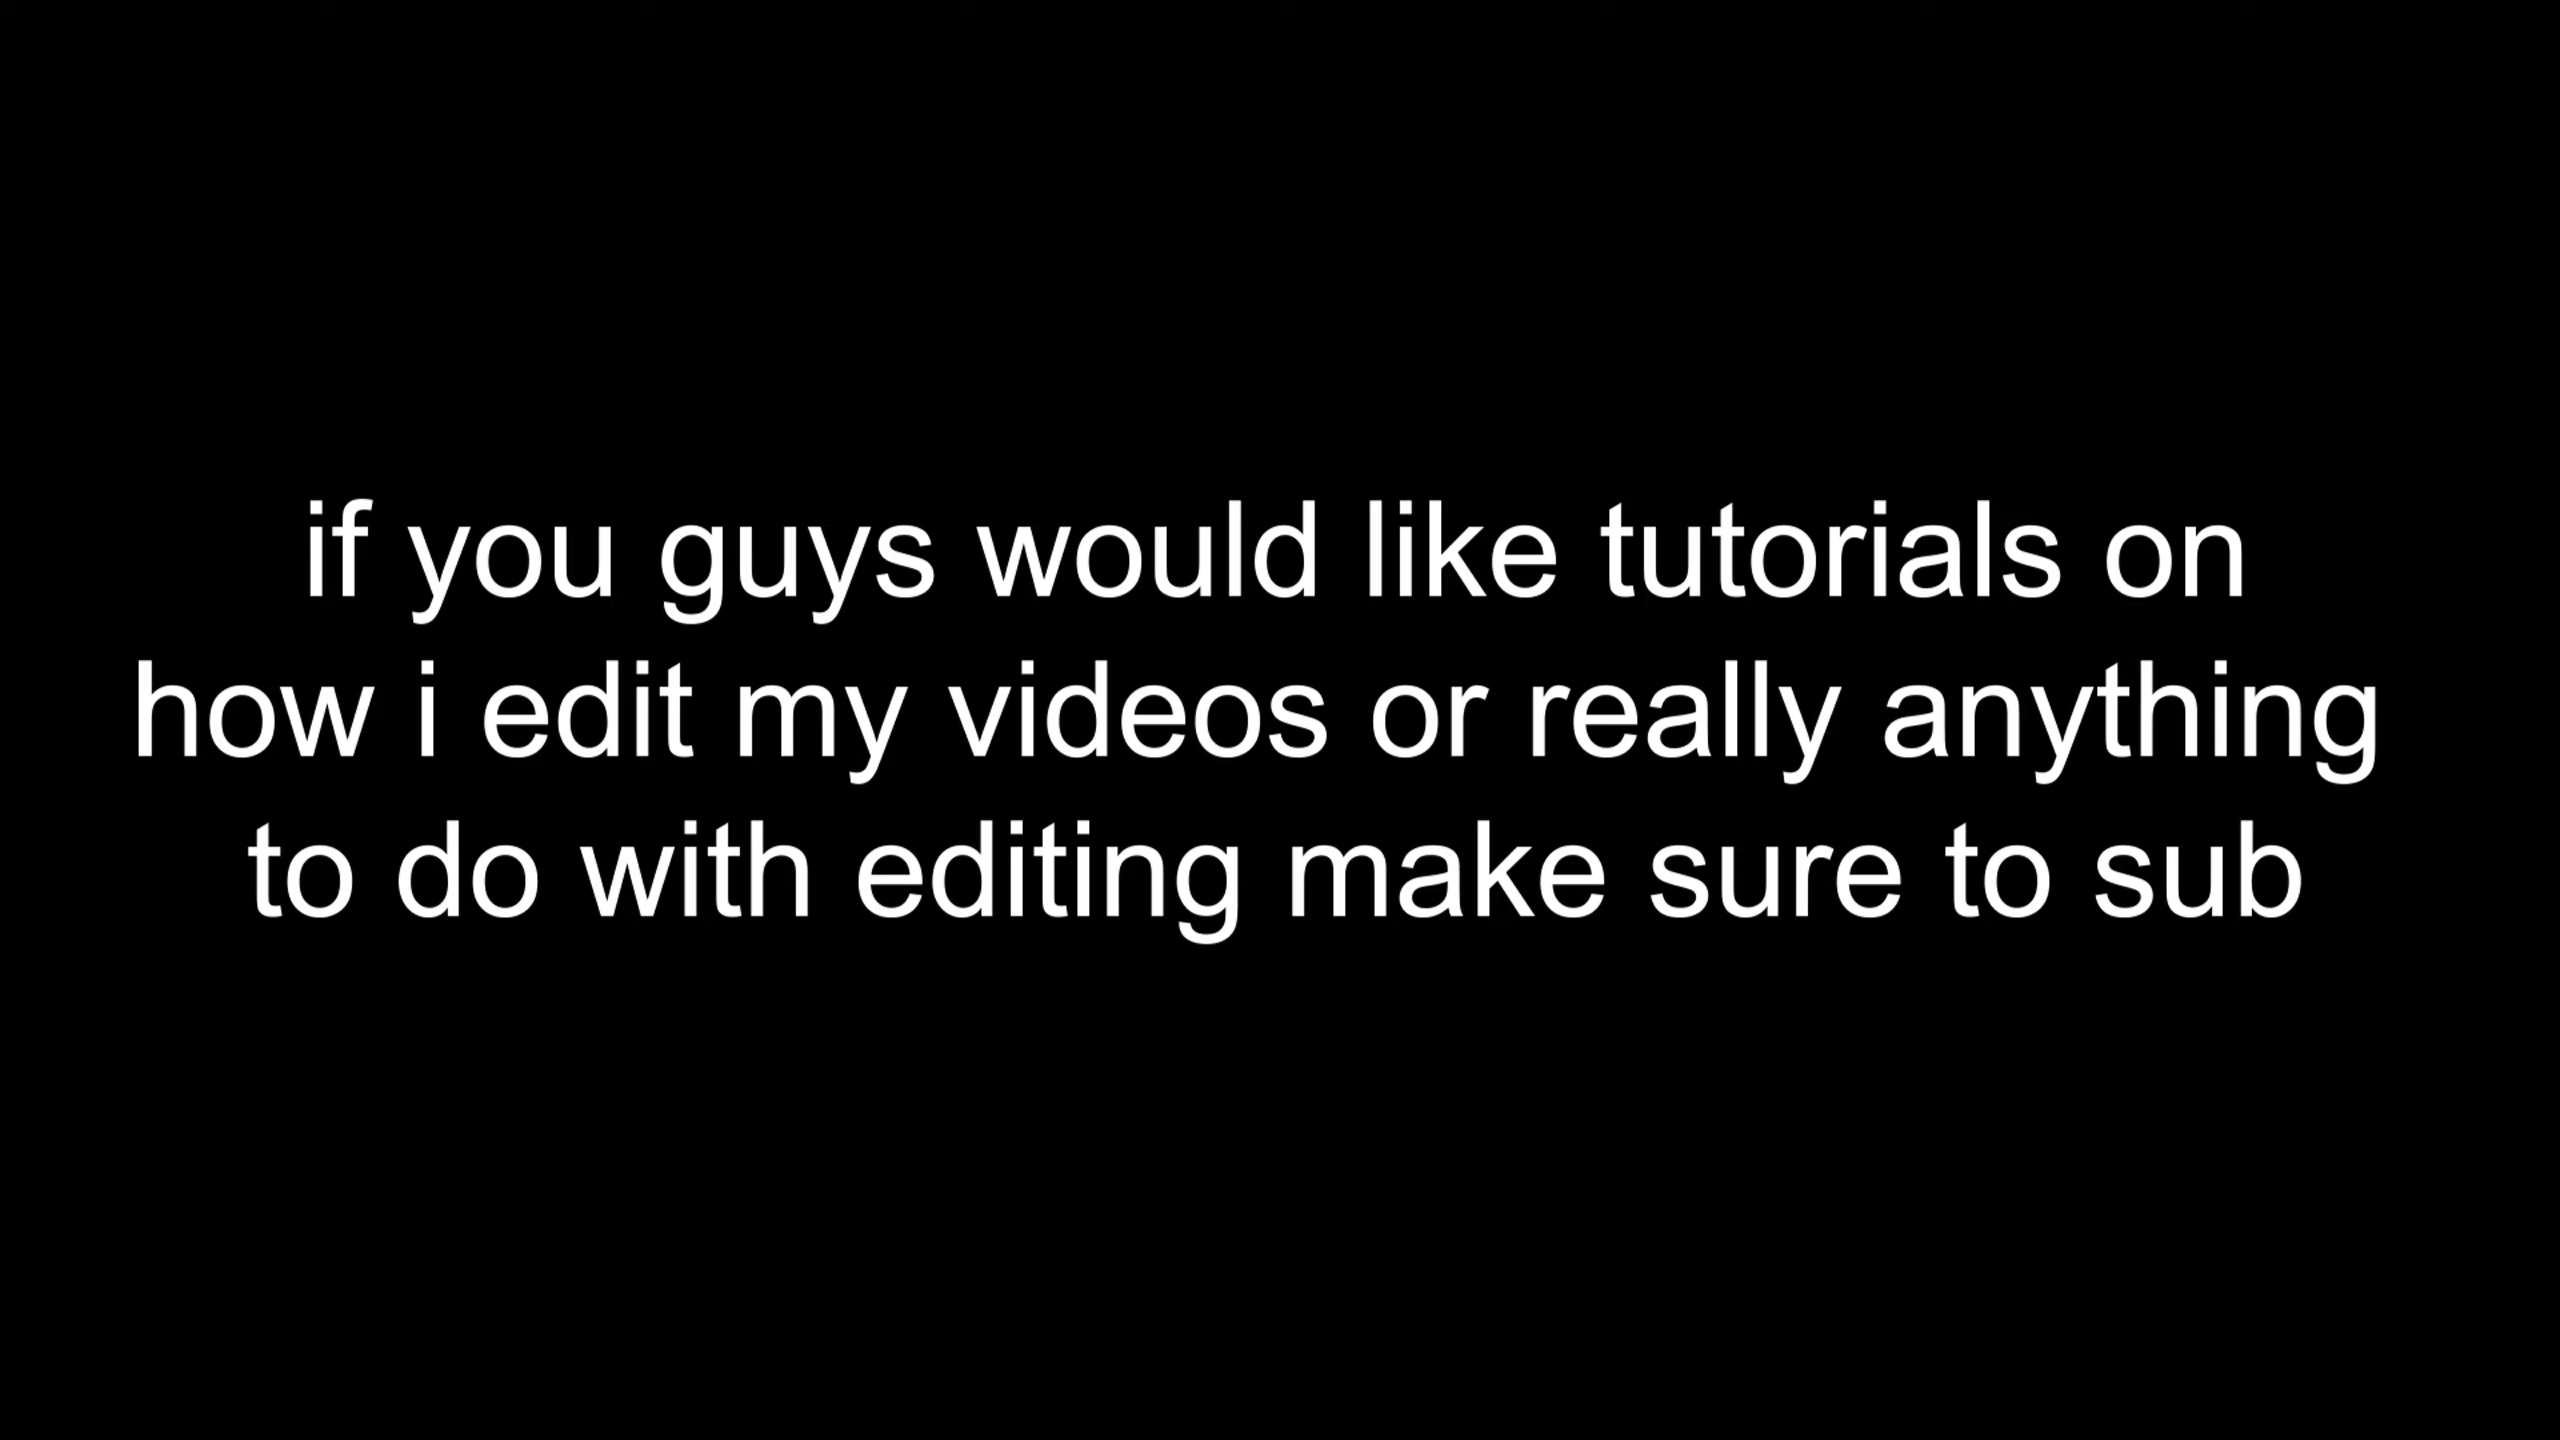 if you guys would like tutorials on
how i edit my videos or really anything
to do with editing make sure to sub